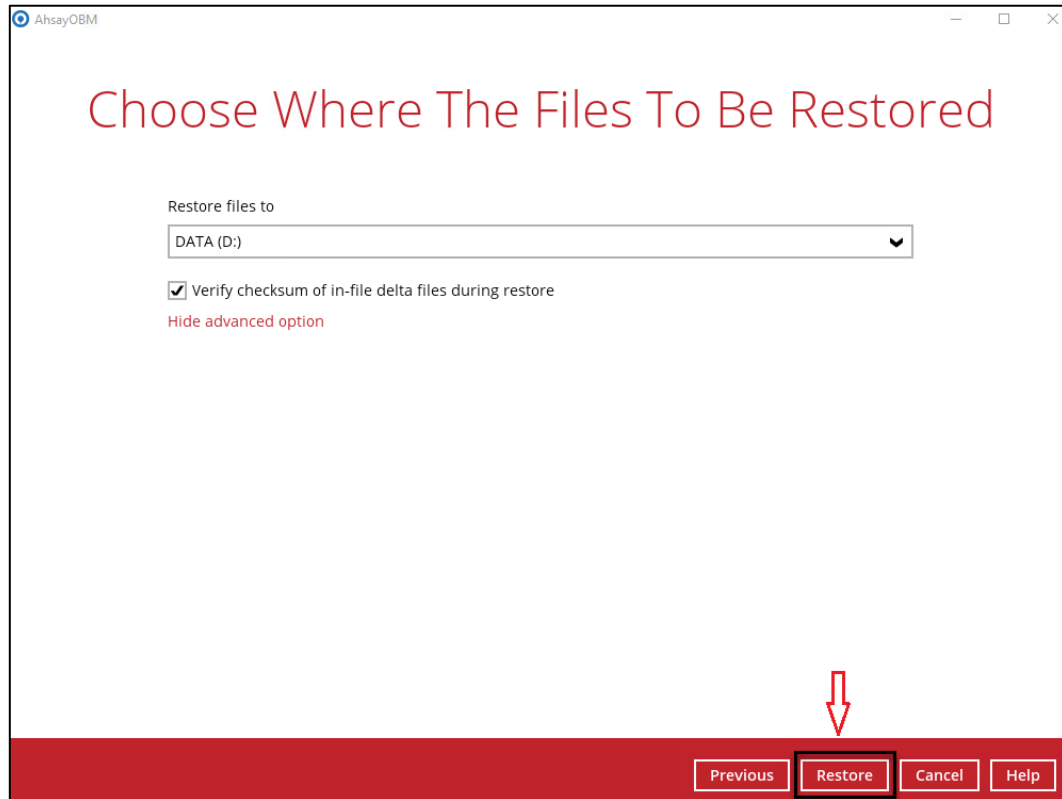 AhsayOBM
Choose Where The Files To Be Restored
Restore files to
DATA (D:)
Verify checksum of in-file delta files during restore
Hide advanced option
Previous Restore Cancel Help